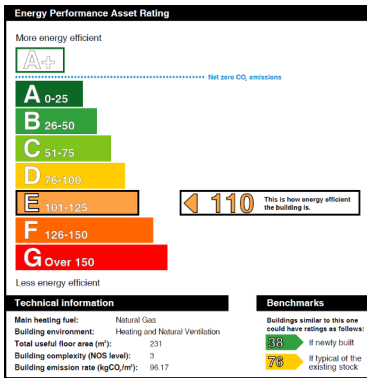 Energy Performance Asset Rating
More energy efficient
A+
Net zero CO₂ emissions
A 0-25
B 26-50
C 51-75
D 76-100
E 101-125
110 This is how energy efficient
the building is.
F 126-150
G Over 150
Less energy efficient
Technical information
Main heating fuel: Natural Gas
Building environment: Heating and Natural Ventilation
Total useful floor area (m²): 231
Building complexity (NOS level): 3
Building emission rate (kgCO₂/m²): 96.17
Benchmarks
Buildings similar to this one
could have ratings as follows:
38 If newly built
76 If typical of the
existing stock